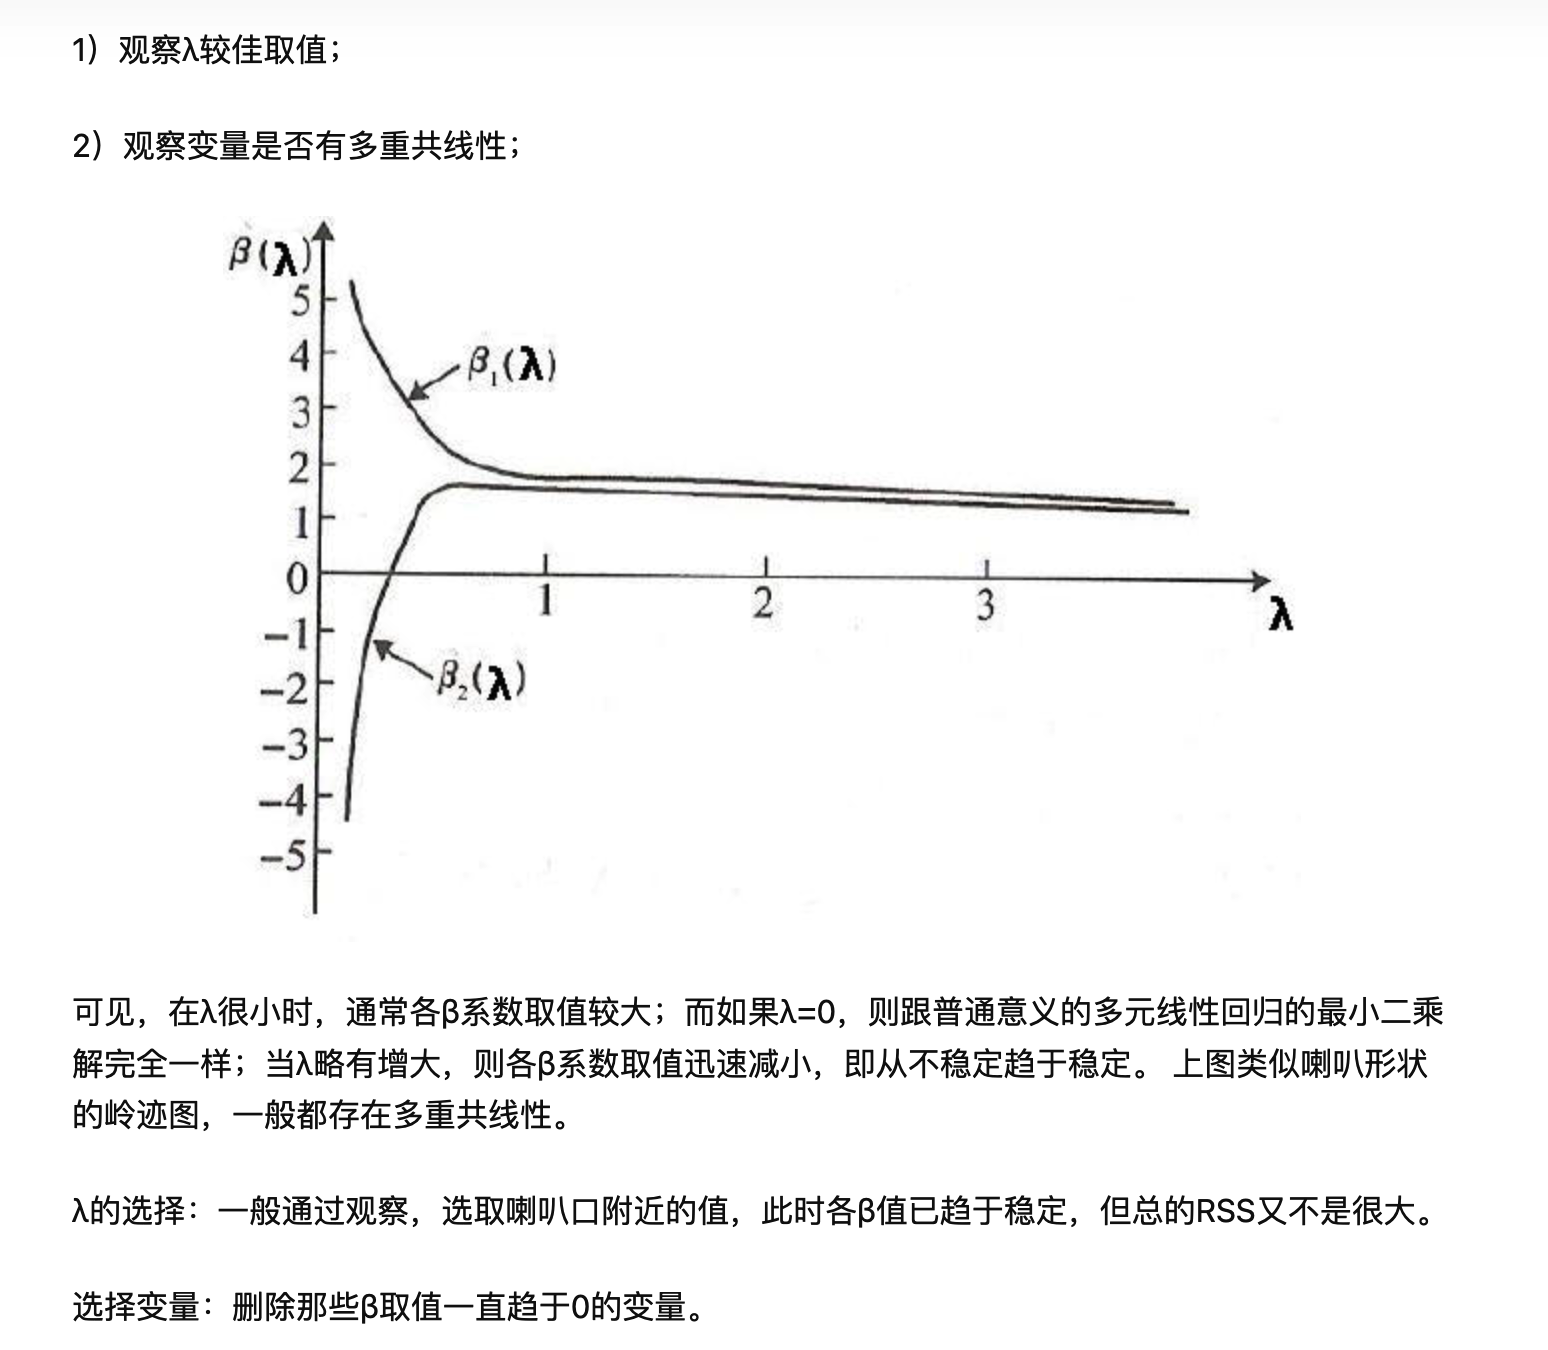 1）观察λ较佳取值；
2）观察变量是否有多重共线性；
β(λ)
5
4
β₁(λ)
3
2
1
0
1
2
3
λ
−1
−2
β₂(λ)
−3
−4
−5
可见，在λ很小时，通常各β系数取值较大；而如果λ=0，则跟普通意义的多元线性回归的最小二乘
解完全一样；当λ略有增大，则各β系数取值迅速减小，即从不稳定趋于稳定。 上图类似喇叭形状
的岭迹图，一般都存在多重共线性。
λ的选择：一般通过观察，选取喇叭口附近的值，此时各β值已趋于稳定，但总的RSS又不是很大。
选择变量：删除那些β取值一直趋于0的变量。